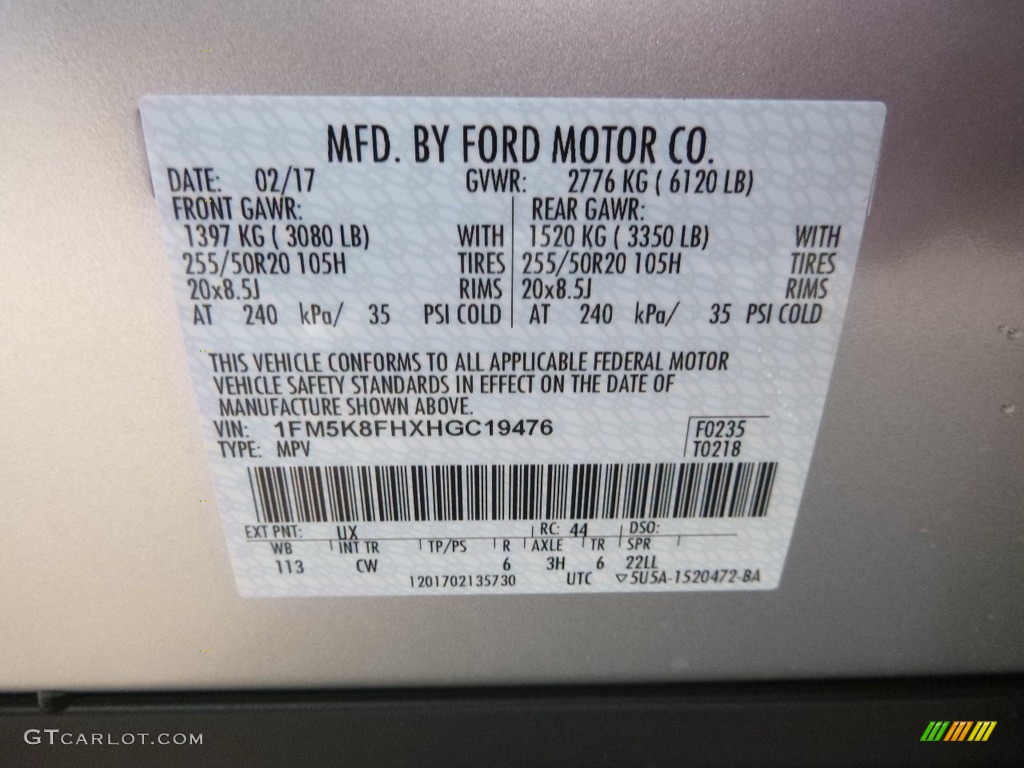 MFD. BY FORD MOTOR CO.
DATE: 02/17 GVWR: 2776 KG ( 6120 LB)
FRONT GAWR: REAR GAWR:
1397 KG ( 3080 LB) WITH 1520 KG ( 3350 LB) WITH
255/50R20 105H TIRES 255/50R20 105H TIRES
20x8.5J RIMS 20x8.5J RIMS
AT 240 kPa/ 35 PSI COLD AT 240 kPa/ 35 PSI COLD
THIS VEHICLE CONFORMS TO ALL APPLICABLE FEDERAL MOTOR
VEHICLE SAFETY STANDARDS IN EFFECT ON THE DATE OF
MANUFACTURE SHOWN ABOVE.
VIN: 1FM5K8FHXHGC19476 F0235
TYPE: MPV T0218
EXT PNT: UX RC: 44 DSO:
WB INT TR TP/PS R AXLE TR SPR
113 CW 6 3H 6 22LL
1201702135730 UTC ▽5U5A-1520472-BA
GTCARLOT.COM